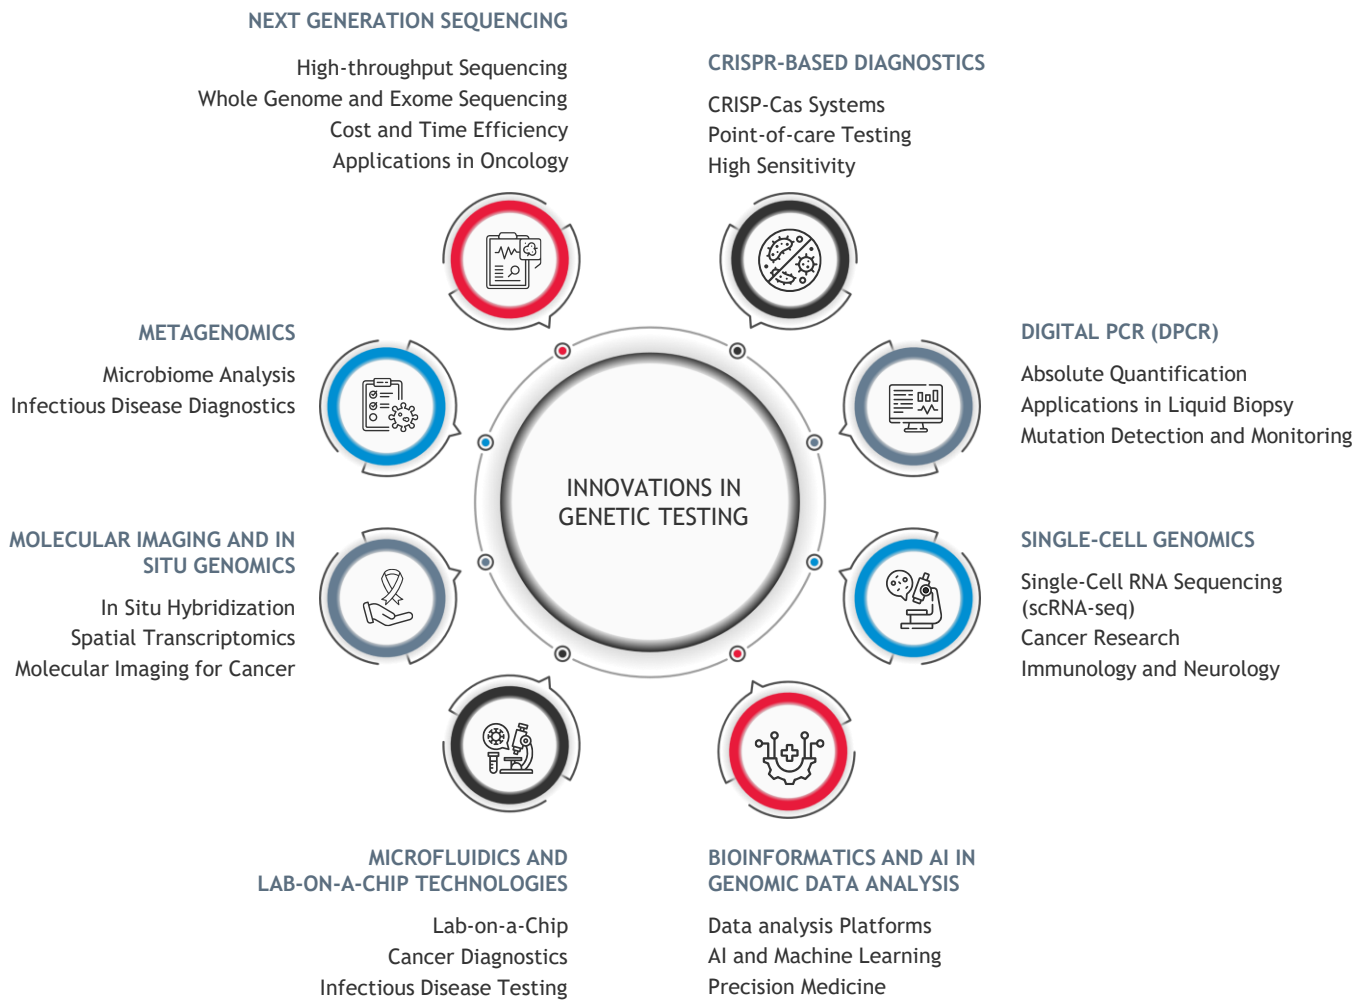 NEXT GENERATION SEQUENCING
High-throughput Sequencing
Whole Genome and Exome Sequencing
Cost and Time Efficiency
Applications in Oncology
CRISPR-BASED DIAGNOSTICS
CRISP-Cas Systems
Point-of-care Testing
High Sensitivity
METAGENOMICS
Microbiome Analysis
Infectious Disease Diagnostics
DIGITAL PCR (DPCR)
Absolute Quantification
Applications in Liquid Biopsy
Mutation Detection and Monitoring
INNOVATIONS IN
GENETIC TESTING
MOLECULAR IMAGING AND IN
SITU GENOMICS
In Situ Hybridization
Spatial Transcriptomics
Molecular Imaging for Cancer
SINGLE-CELL GENOMICS
Single-Cell RNA Sequencing
(scRNA-seq)
Cancer Research
Immunology and Neurology
MICROFLUIDICS AND
LAB-ON-A-CHIP TECHNOLOGIES
Lab-on-a-Chip
Cancer Diagnostics
Infectious Disease Testing
BIOINFORMATICS AND AI IN
GENOMIC DATA ANALYSIS
Data analysis Platforms
AI and Machine Learning
Precision Medicine